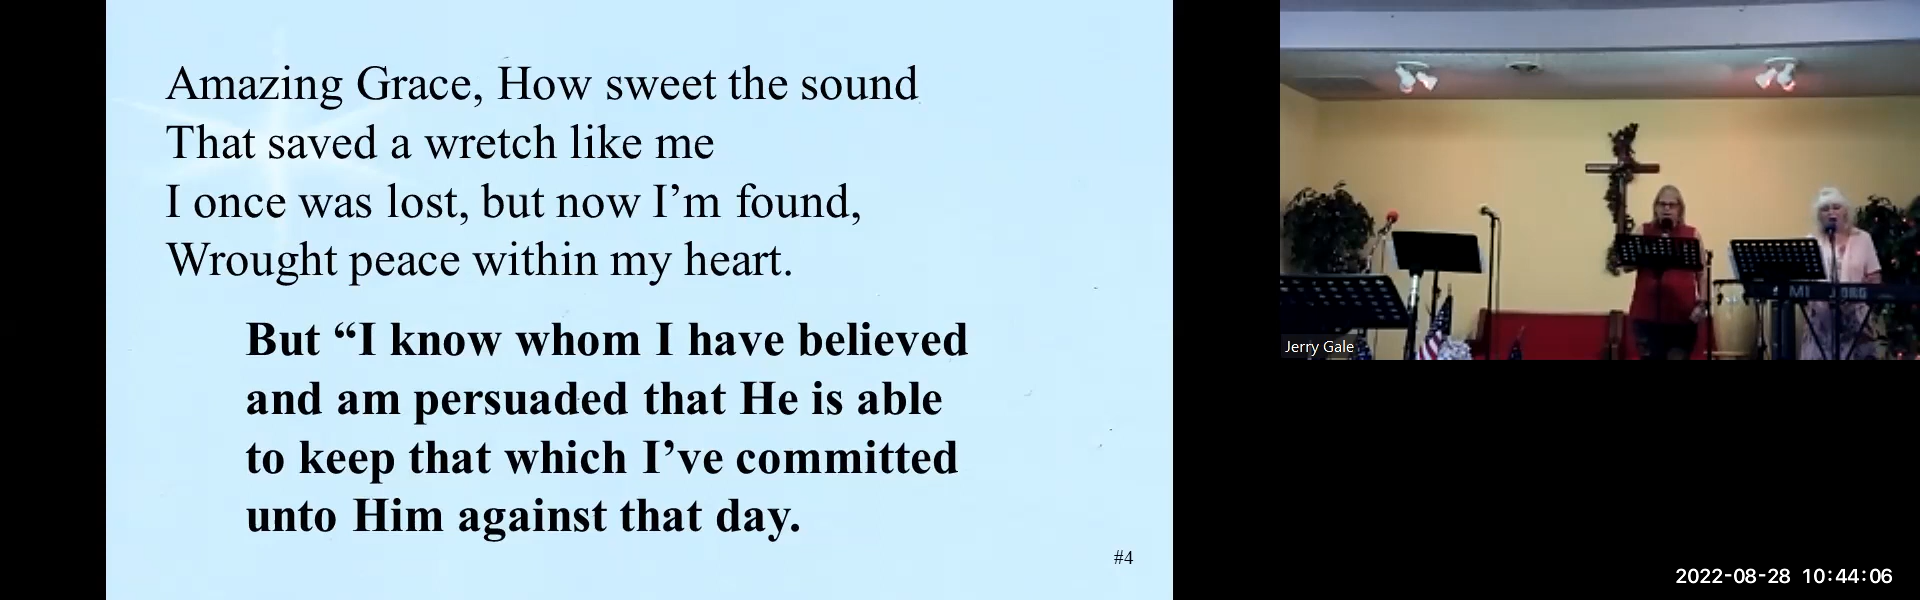 Amazing Grace, How sweet the sound
That saved a wretch like me
I once was lost, but now I’m found,
Wrought peace within my heart.
But “I know whom I have believed
and am persuaded that He is able
to keep that which I’ve committed
unto Him against that day.
#4
Jerry Gale
2022-08-28 10:44:06